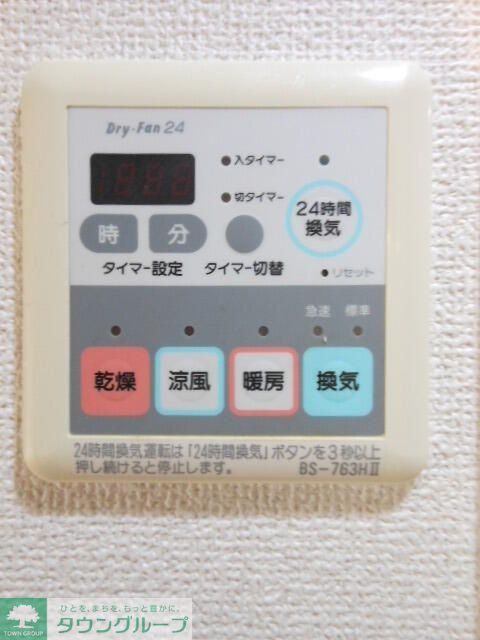 Dry-Fan 24
入タイマー
切タイマー
24時間
換気
時
分
タイマー設定
タイマー切替
リセット
急速
標準
乾燥
涼風
暖房
換気
24時間換気運転は「24時間換気」ボタンを3秒以上
押し続けると停止します。
BS-763HⅡ
TOWN GROUP
ひとを、まちを、もっと豊かに。
タウングループ